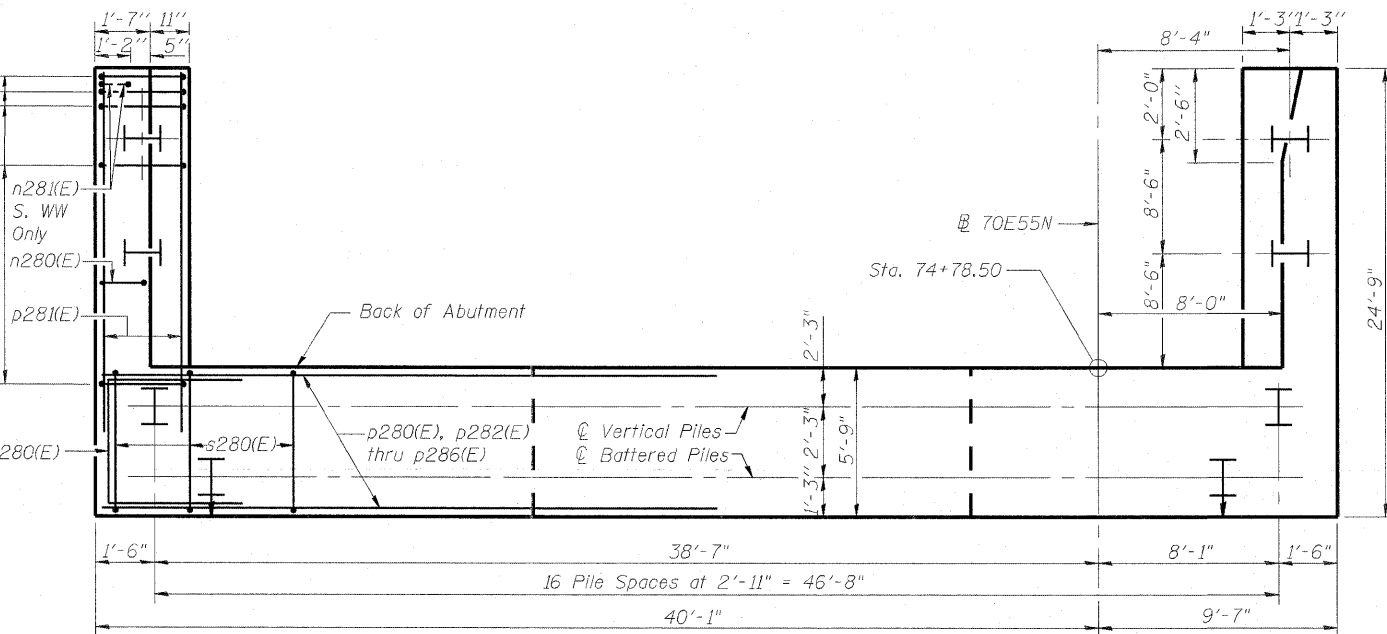 1'-7" 11"
1'-2" 5"
n281(E)
S. WW
Only
n280(E)
p281(E)
280(E)
s280(E)
Back of Abutment
p280(E), p282(E)
thru p286(E)
℄ Vertical Piles
℄ Battered Piles
2'-3"
2'-3"
1'-3"
5'-9"
Sta. 74+78.50
70E55N
8'-4"
1'-3" 1'-3"
2'-0"
2'-6"
8'-6"
8'-6"
8'-0"
24'-9"
1'-6" 38'-7" 8'-1" 1'-6"
16 Pile Spaces at 2'-11" = 46'-8"
40'-1" 9'-7"